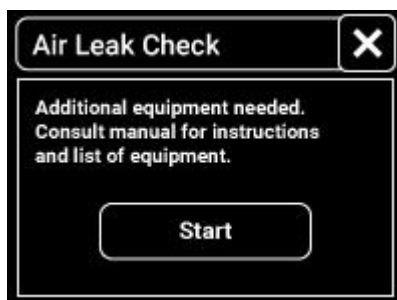 Air Leak Check
Additional equipment needed.
Consult manual for instructions
and list of equipment.
Start